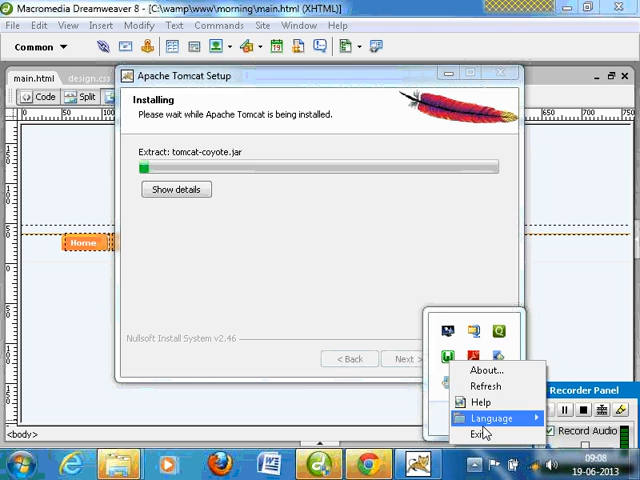 Macromedia Dreamweaver 8 - [C:\wamp\www\morning\main.html (XHTML)]
File Edit View Insert Modify Text Commands Site Window Help
Common
main.html design.css
Code Split
Apache Tomcat Setup
Installing
Please wait while Apache Tomcat is being installed.
Extract: tomcat-coyote.jar
Show details
Home
Nullsoft Install System v2.46
< Back Next >
About...
Refresh
Help
Language
Exit
Recorder Panel
Record Audio
<body>
09:08
19-06-2013